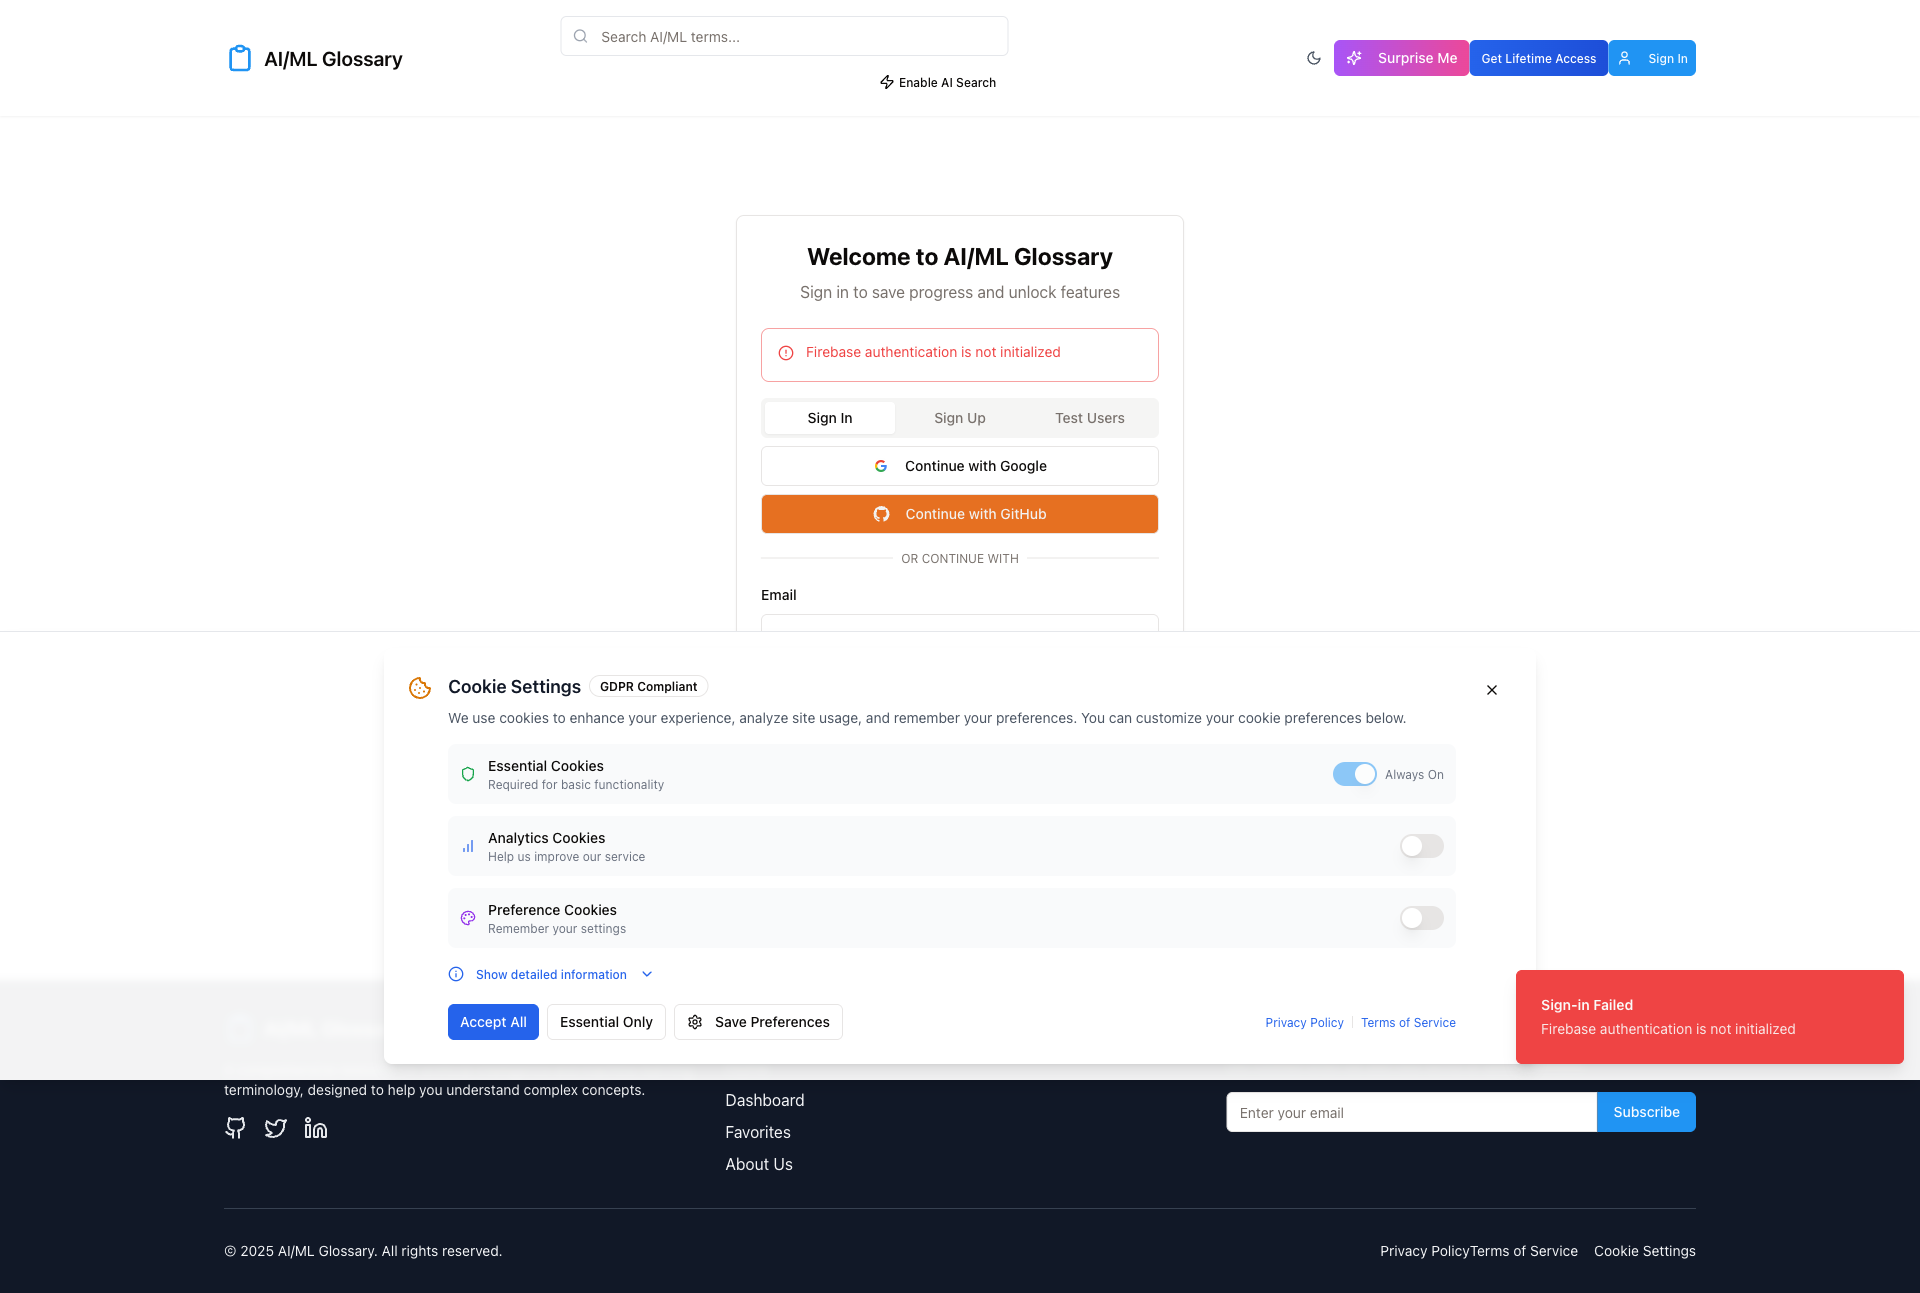 AI/ML Glossary
Search AI/ML terms...
Enable AI Search
Surprise Me
Get Lifetime Access
Sign In
Welcome to AI/ML Glossary
Sign in to save progress and unlock features
Firebase authentication is not initialized
Sign In
Sign Up
Test Users
Continue with Google
Continue with GitHub
OR CONTINUE WITH
Email
Cookie Settings
GDPR Compliant
We use cookies to enhance your experience, analyze site usage, and remember your preferences. You can customize your cookie preferences below.
Essential Cookies
Required for basic functionality
Always On
Analytics Cookies
Help us improve our service
Preference Cookies
Remember your settings
Show detailed information
Accept All
Essential Only
Save Preferences
Privacy Policy
Terms of Service
Sign-in Failed
Firebase authentication is not initialized
terminology, designed to help you understand complex concepts.
Dashboard
Favorites
About Us
Enter your email
Subscribe
© 2025 AI/ML Glossary. All rights reserved.
Privacy Policy
Terms of Service
Cookie Settings